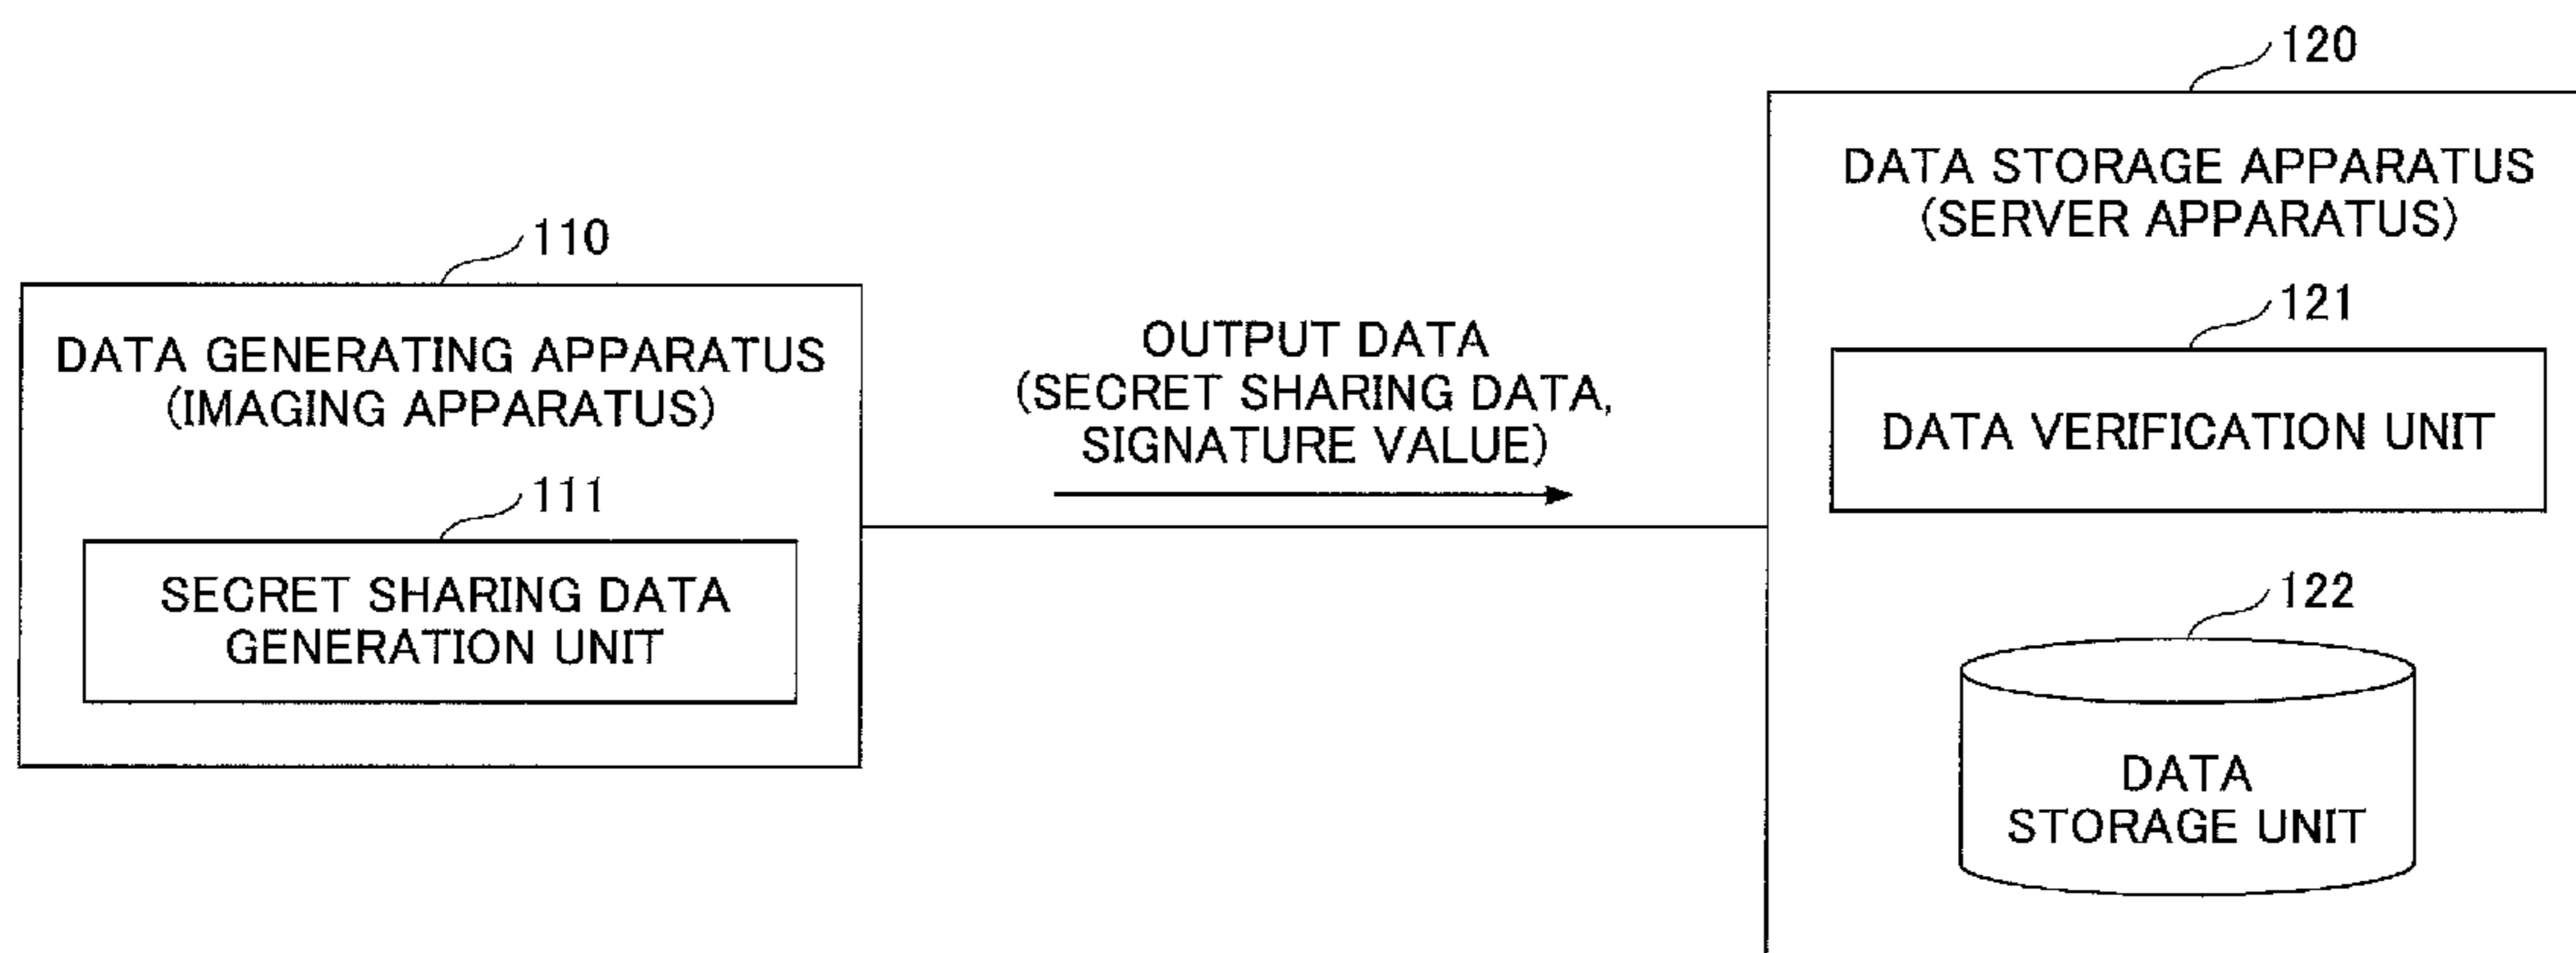 110
DATA GENERATING APPARATUS
(IMAGING APPARATUS)
111
SECRET SHARING DATA
GENERATION UNIT
OUTPUT DATA
(SECRET SHARING DATA,
SIGNATURE VALUE)
120
DATA STORAGE APPARATUS
(SERVER APPARATUS)
121
DATA VERIFICATION UNIT
122
DATA
STORAGE UNIT